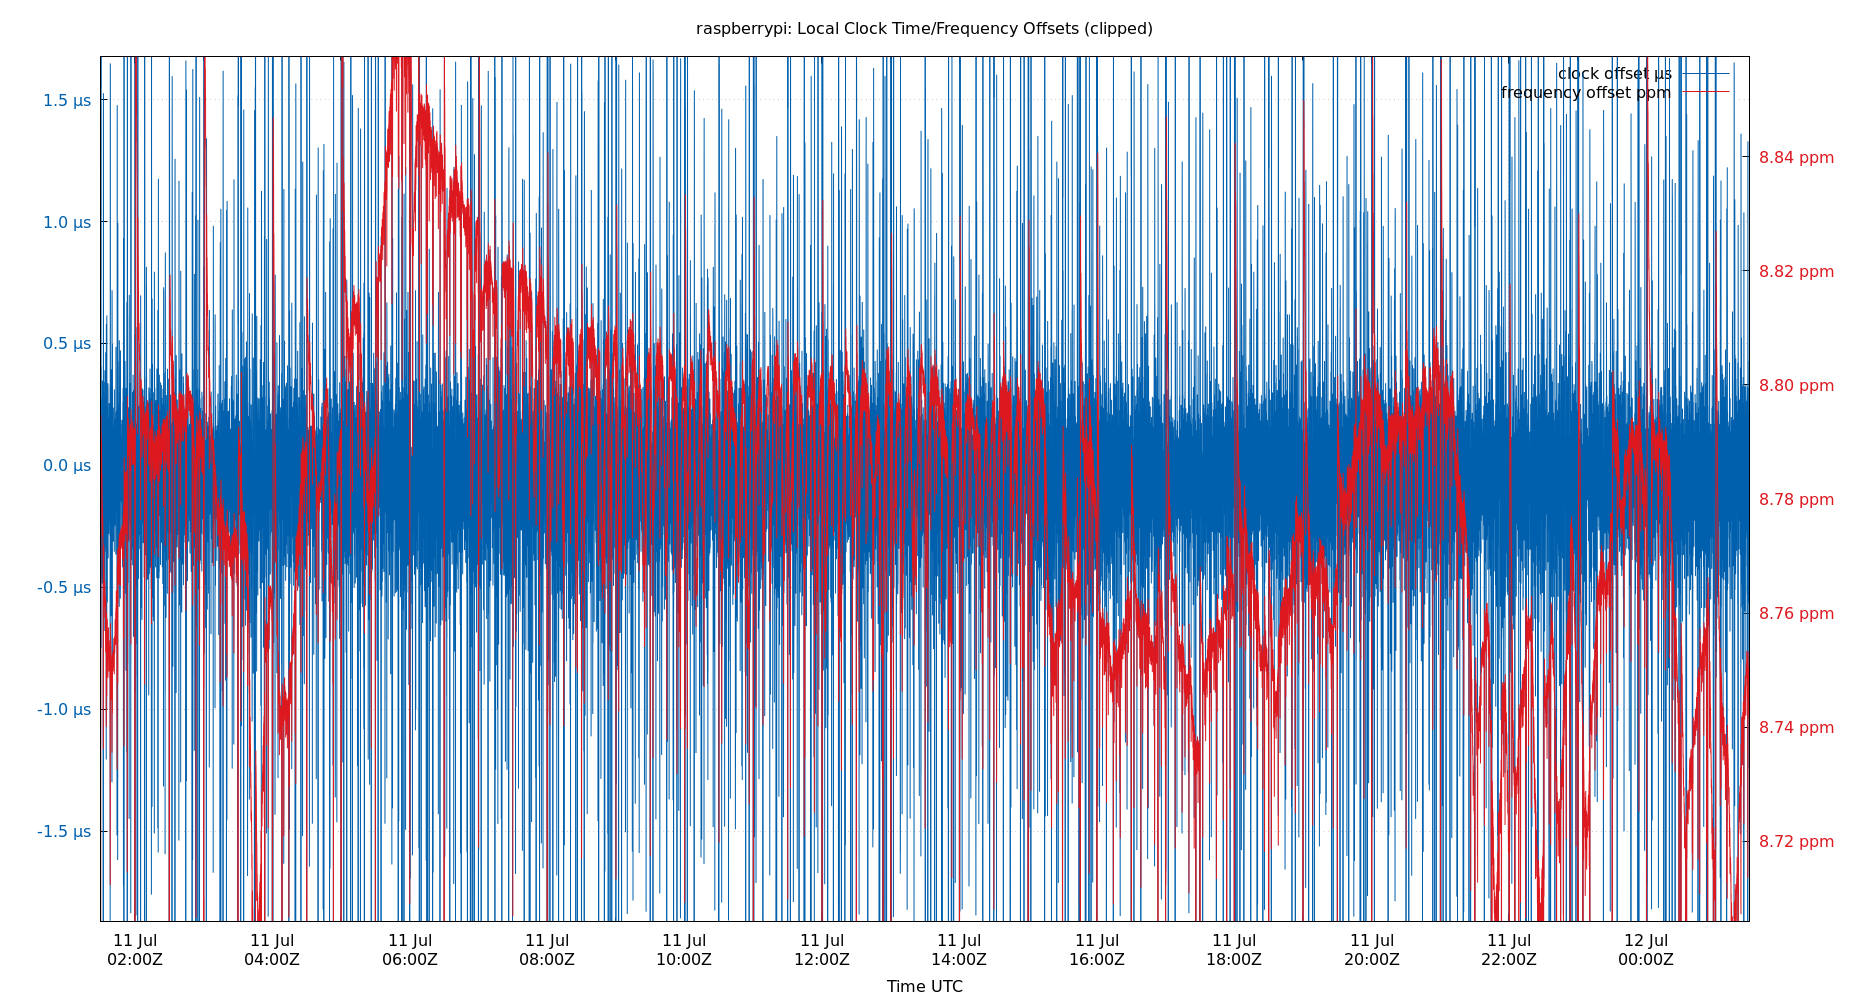 raspberrypi: Local Clock Time/Frequency Offsets (clipped)
clock offset µs
frequency offset ppm
1.5 µs
1.0 µs
0.5 µs
0.0 µs
-0.5 µs
-1.0 µs
-1.5 µs
8.84 ppm
8.82 ppm
8.80 ppm
8.78 ppm
8.76 ppm
8.74 ppm
8.72 ppm
11 Jul 11 Jul 11 Jul 11 Jul 11 Jul 11 Jul 11 Jul 11 Jul 11 Jul 11 Jul 11 Jul 12 Jul
02:00Z 04:00Z 06:00Z 08:00Z 10:00Z 12:00Z 14:00Z 16:00Z 18:00Z 20:00Z 22:00Z 00:00Z
Time UTC